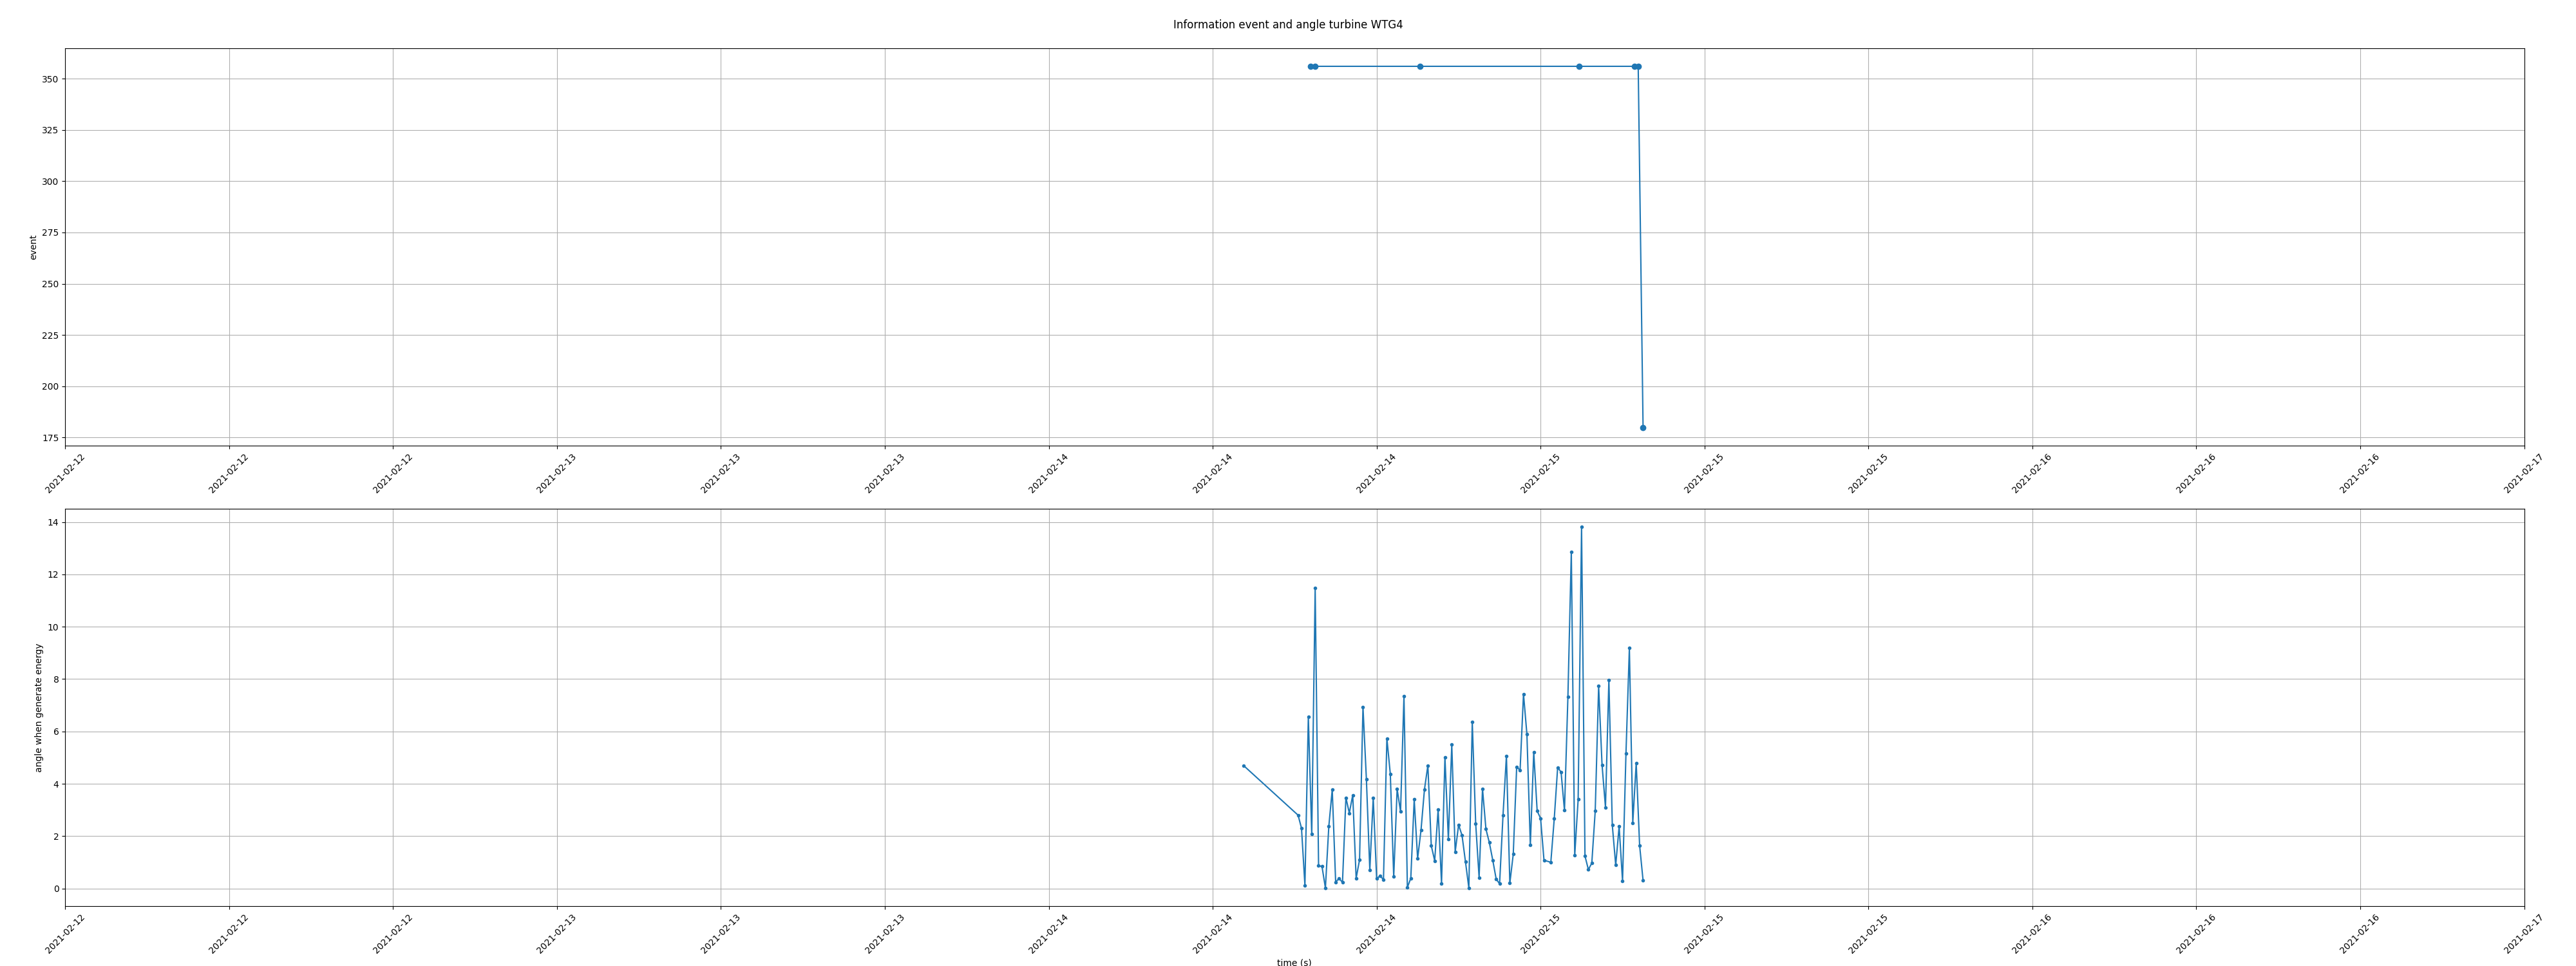 Information event and angle turbine WTG4
350
325
300
275
250
225
200
175
event
2021-02-12 2021-02-12 2021-02-12 2021-02-13 2021-02-13 2021-02-13 2021-02-14 2021-02-14 2021-02-14 2021-02-15 2021-02-15 2021-02-15 2021-02-16 2021-02-16 2021-02-16 2021-02-17
14
12
10
8
6
4
2
0
angle when generate energy
2021-02-12 2021-02-12 2021-02-12 2021-02-13 2021-02-13 2021-02-13 2021-02-14 2021-02-14 2021-02-14 2021-02-15 2021-02-15 2021-02-15 2021-02-16 2021-02-16 2021-02-16 2021-02-17
time (s)